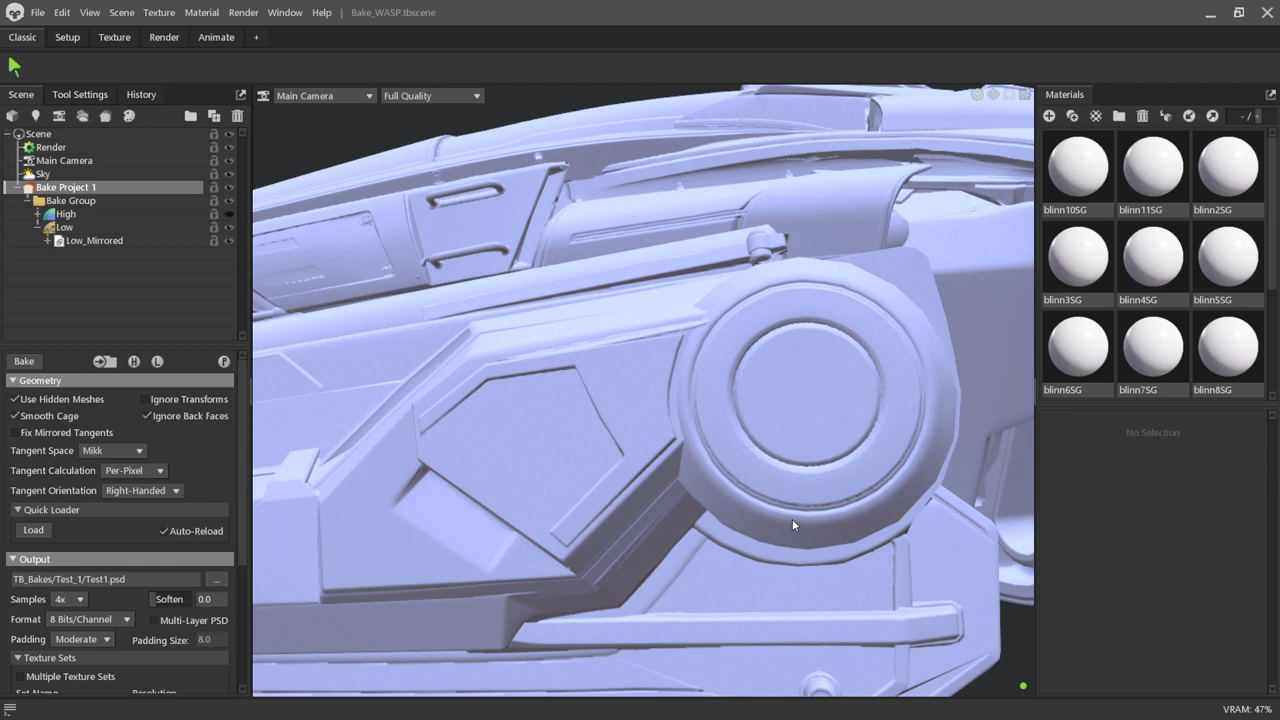 File Edit View Scene Texture Material Render Window Help Bake_WASP.tbscene
Classic Setup Texture Render Animate +
Scene Tool Settings History
Main Camera Full Quality
Materials
Scene
Render
Main Camera
Sky
Bake Project 1
Bake Group
High
Low
Low_Mirrored
Bake H L P
Geometry
Use Hidden Meshes Ignore Transforms
Smooth Cage Ignore Back Faces
Fix Mirrored Tangents
Tangent Space Mikk
Tangent Calculation Per-Pixel
Tangent Orientation Right-Handed
Quick Loader
Load Auto-Reload
Output
TB_Bakes/Test_1/Test1.psd ...
Samples 4x Soften 0.0
Format 8 Bits/Channel Multi-Layer PSD
Padding Moderate Padding Size: 8.0
Texture Sets
Multiple Texture Sets
Set Name Resolution
- /
blinn10SG blinn11SG blinn2SG
blinn3SG blinn4SG blinn5SG
blinn6SG blinn7SG blinn8SG
No Selection
VRAM: 47%